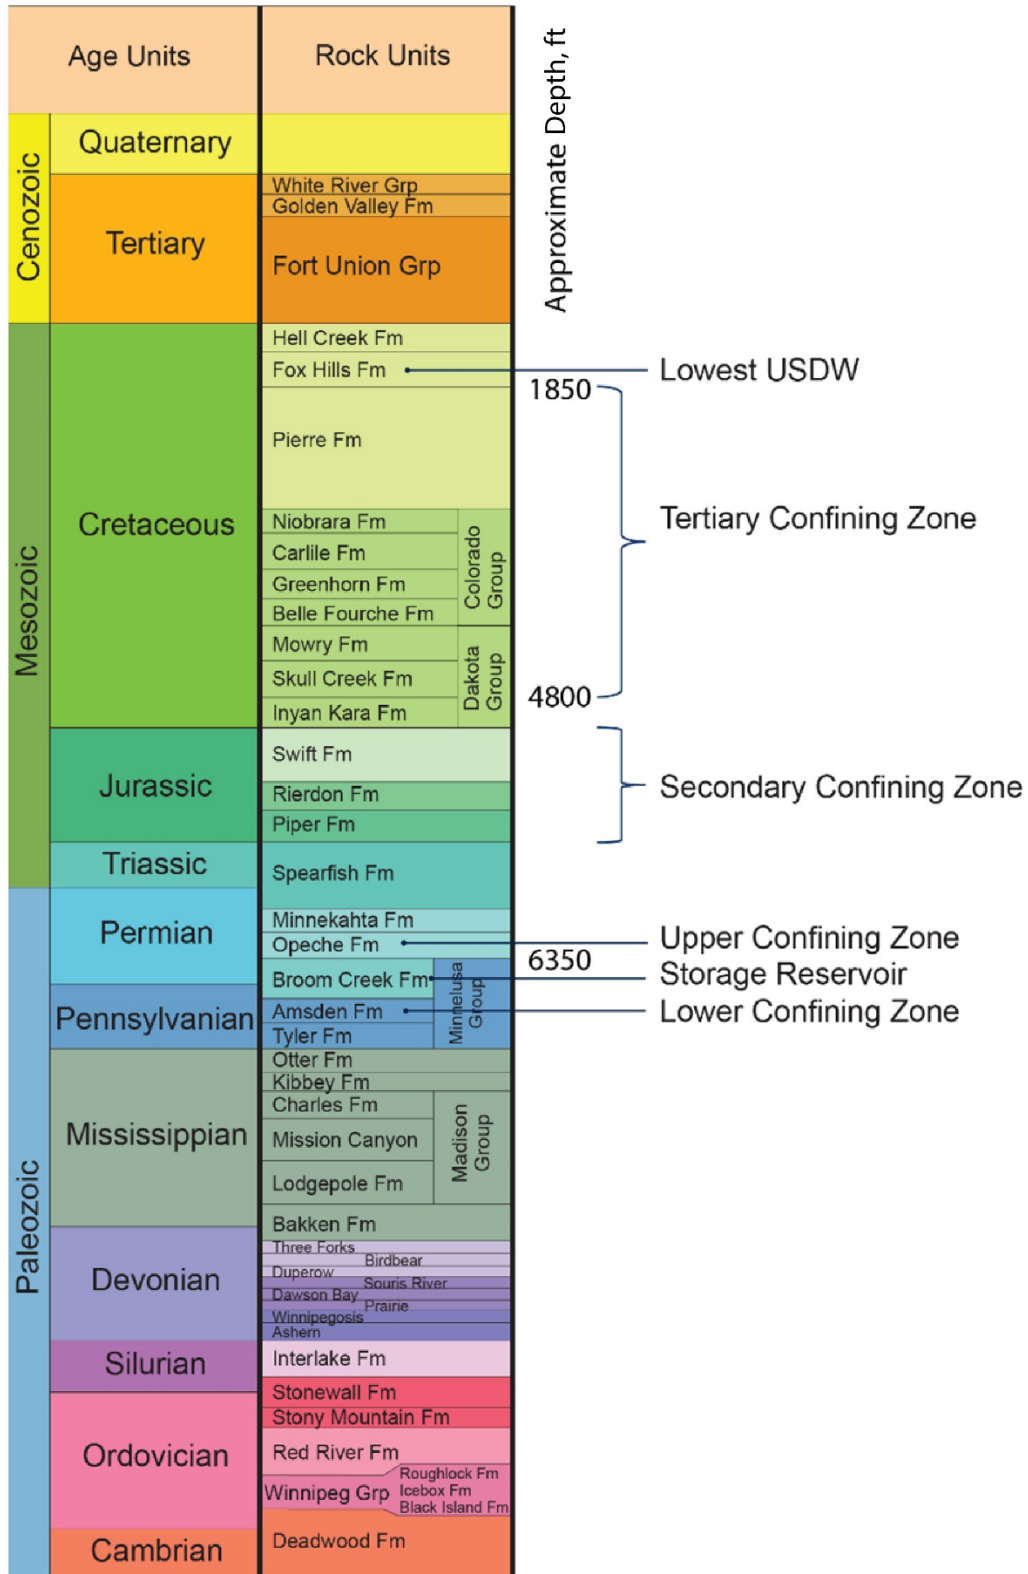 Age Units
Rock Units
Approximate Depth, ft
Cenozoic
Quaternary
Tertiary
White River Grp
Golden Valley Fm
Fort Union Grp
Mesozoic
Cretaceous
Hell Creek Fm
Fox Hills Fm
Lowest USDW
1850
Pierre Fm
Tertiary Confining Zone
Niobrara Fm
Carlile Fm
Greenhorn Fm
Belle Fourche Fm
Colorado
Group
Mowry Fm
Skull Creek Fm
Inyan Kara Fm
Dakota
Group
4800
Jurassic
Swift Fm
Rierdon Fm
Piper Fm
Secondary Confining Zone
Triassic
Spearfish Fm
Paleozoic
Permian
Minnekahta Fm
Opeche Fm
Upper Confining Zone
6350
Broom Creek Fm
Storage Reservoir
Pennsylvanian
Amsden Fm
Lower Confining Zone
Tyler Fm
Minnelusa
Group
Mississippian
Otter Fm
Kibbey Fm
Charles Fm
Mission Canyon
Lodgepole Fm
Madison
Group
Bakken Fm
Devonian
Three Forks
Birdbear
Duperow
Souris River
Dawson Bay
Prairie
Winnipegosis
Ashern
Silurian
Interlake Fm
Stonewall Fm
Ordovician
Stony Mountain Fm
Red River Fm
Winnipeg Grp
Roughlock Fm
Icebox Fm
Black Island Fm
Cambrian
Deadwood Fm